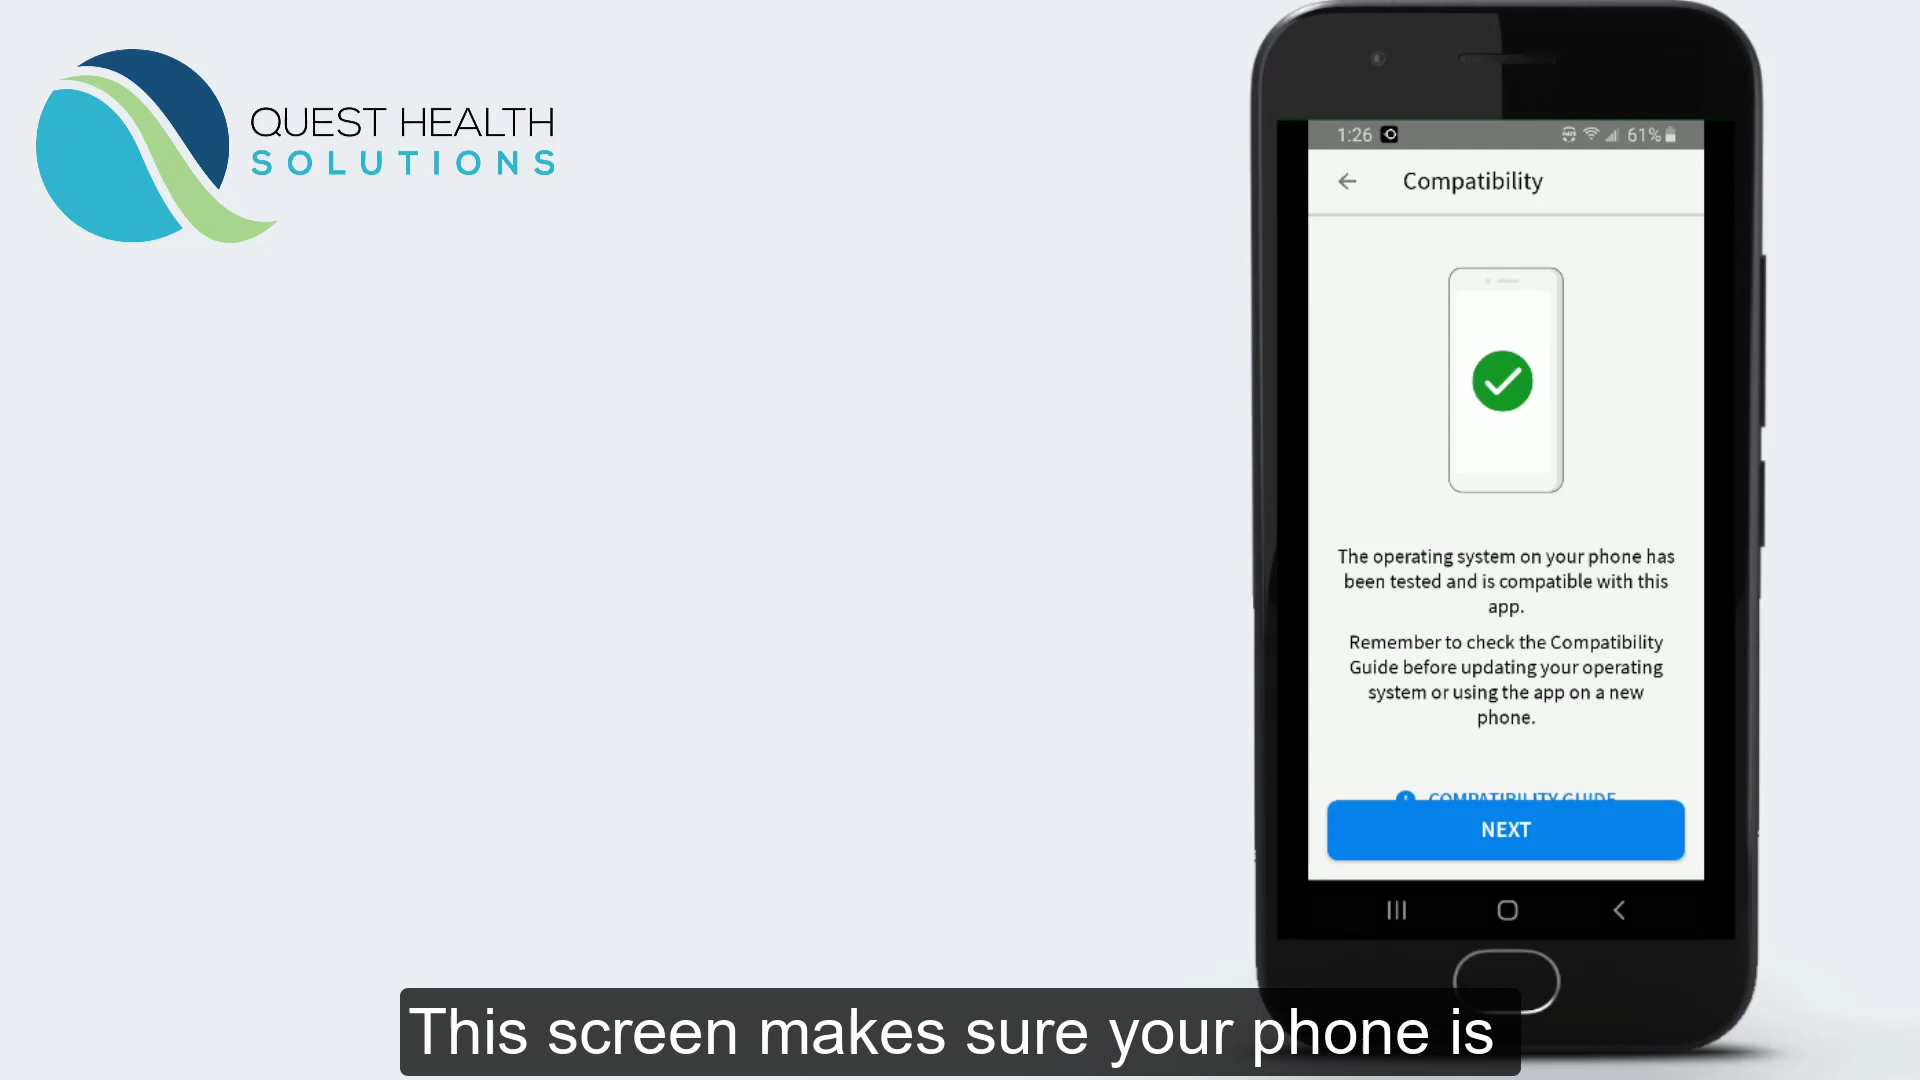 QUEST HEALTH
SOLUTIONS
1:26
61%
Compatibility
The operating system on your phone has
been tested and is compatible with this
app.
Remember to check the Compatibility
Guide before updating your operating
system or using the app on a new
phone.
COMPATIBILITY GUIDE
NEXT
This screen makes sure your phone is